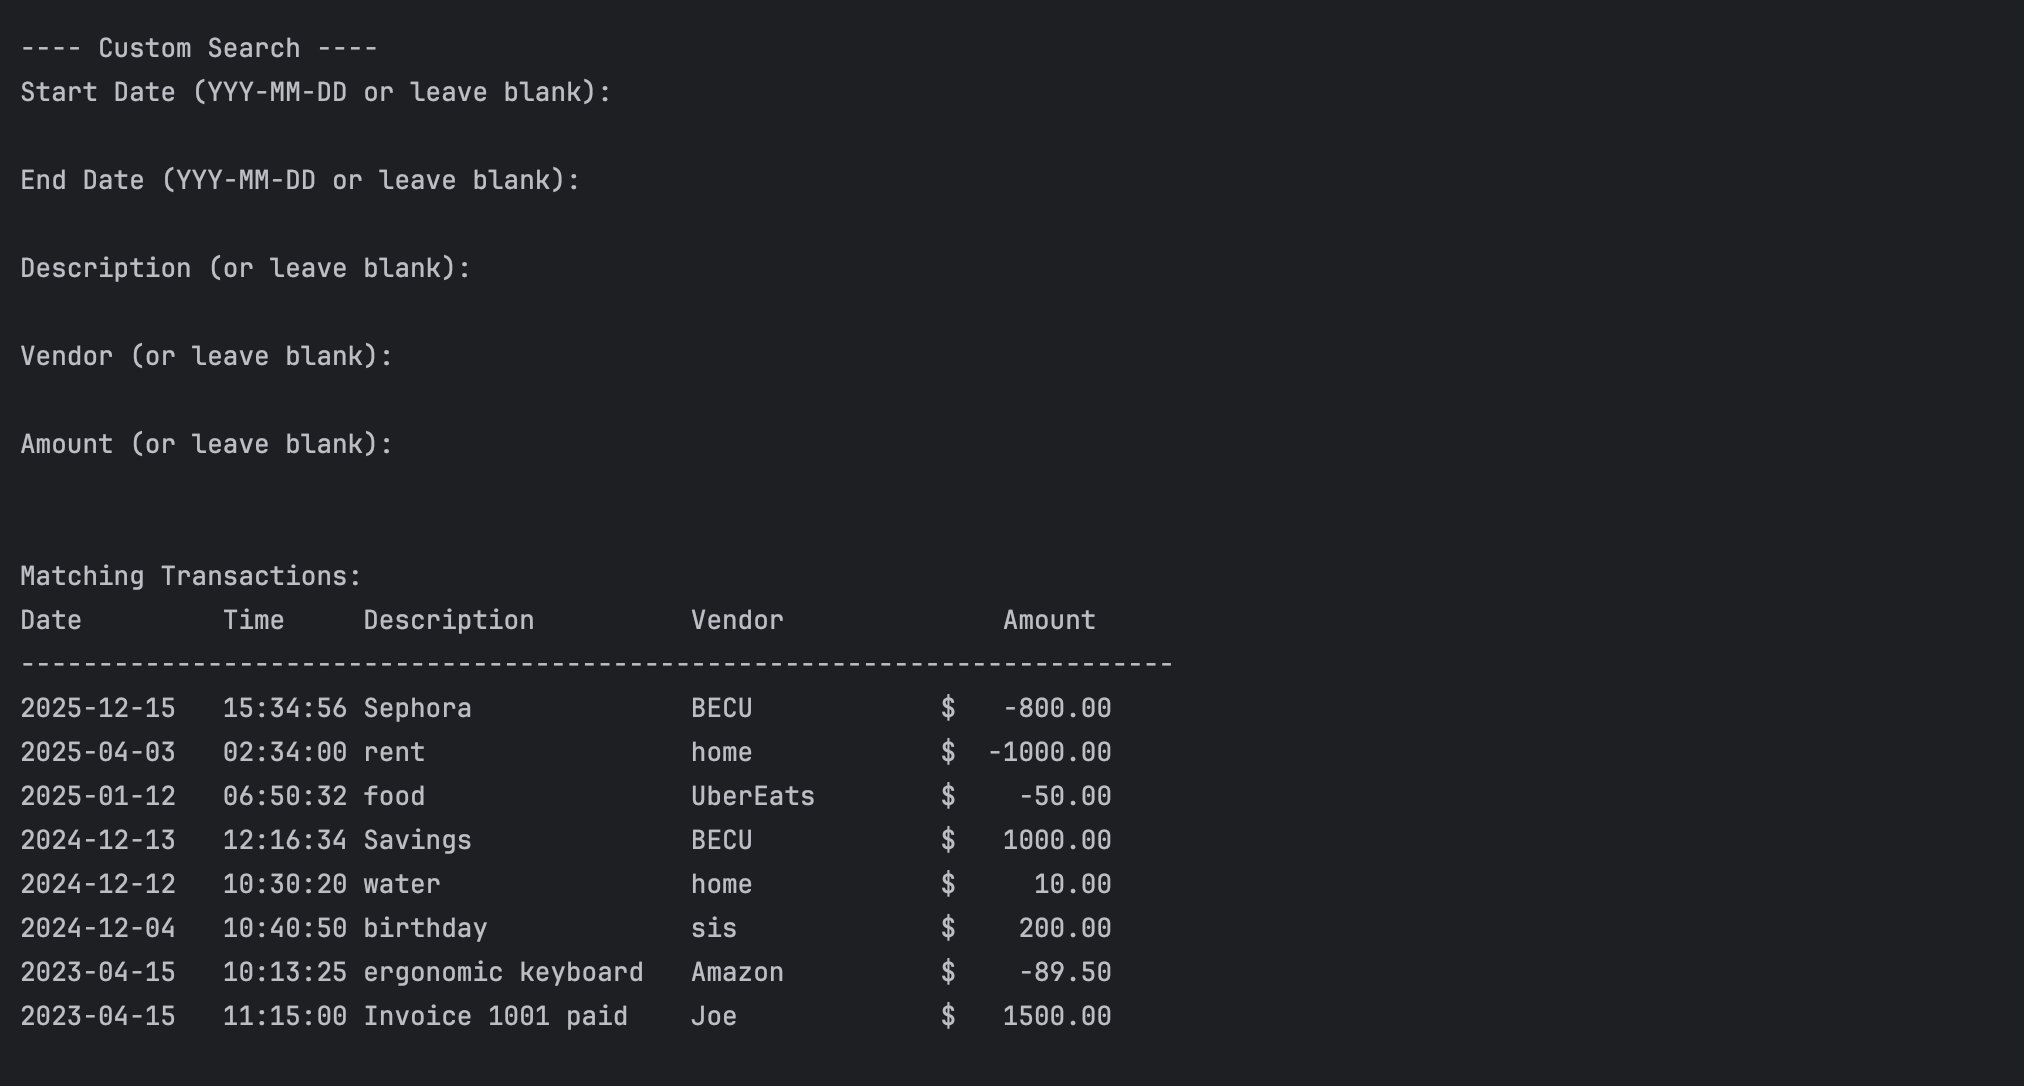 ---- Custom Search ----
Start Date (YYY-MM-DD or leave blank):
End Date (YYY-MM-DD or leave blank):
Description (or leave blank):
Vendor (or leave blank):
Amount (or leave blank):
Matching Transactions:
Date         Time     Description          Vendor              Amount
--------------------------------------------------------------------------
2025-12-15   15:34:56 Sephora              BECU            $   -800.00
2025-04-03   02:34:00 rent                 home            $  -1000.00
2025-01-12   06:50:32 food                 UberEats        $    -50.00
2024-12-13   12:16:34 Savings              BECU            $   1000.00
2024-12-12   10:30:20 water                home            $     10.00
2024-12-04   10:40:50 birthday             sis             $    200.00
2023-04-15   10:13:25 ergonomic keyboard   Amazon          $    -89.50
2023-04-15   11:15:00 Invoice 1001 paid    Joe             $   1500.00